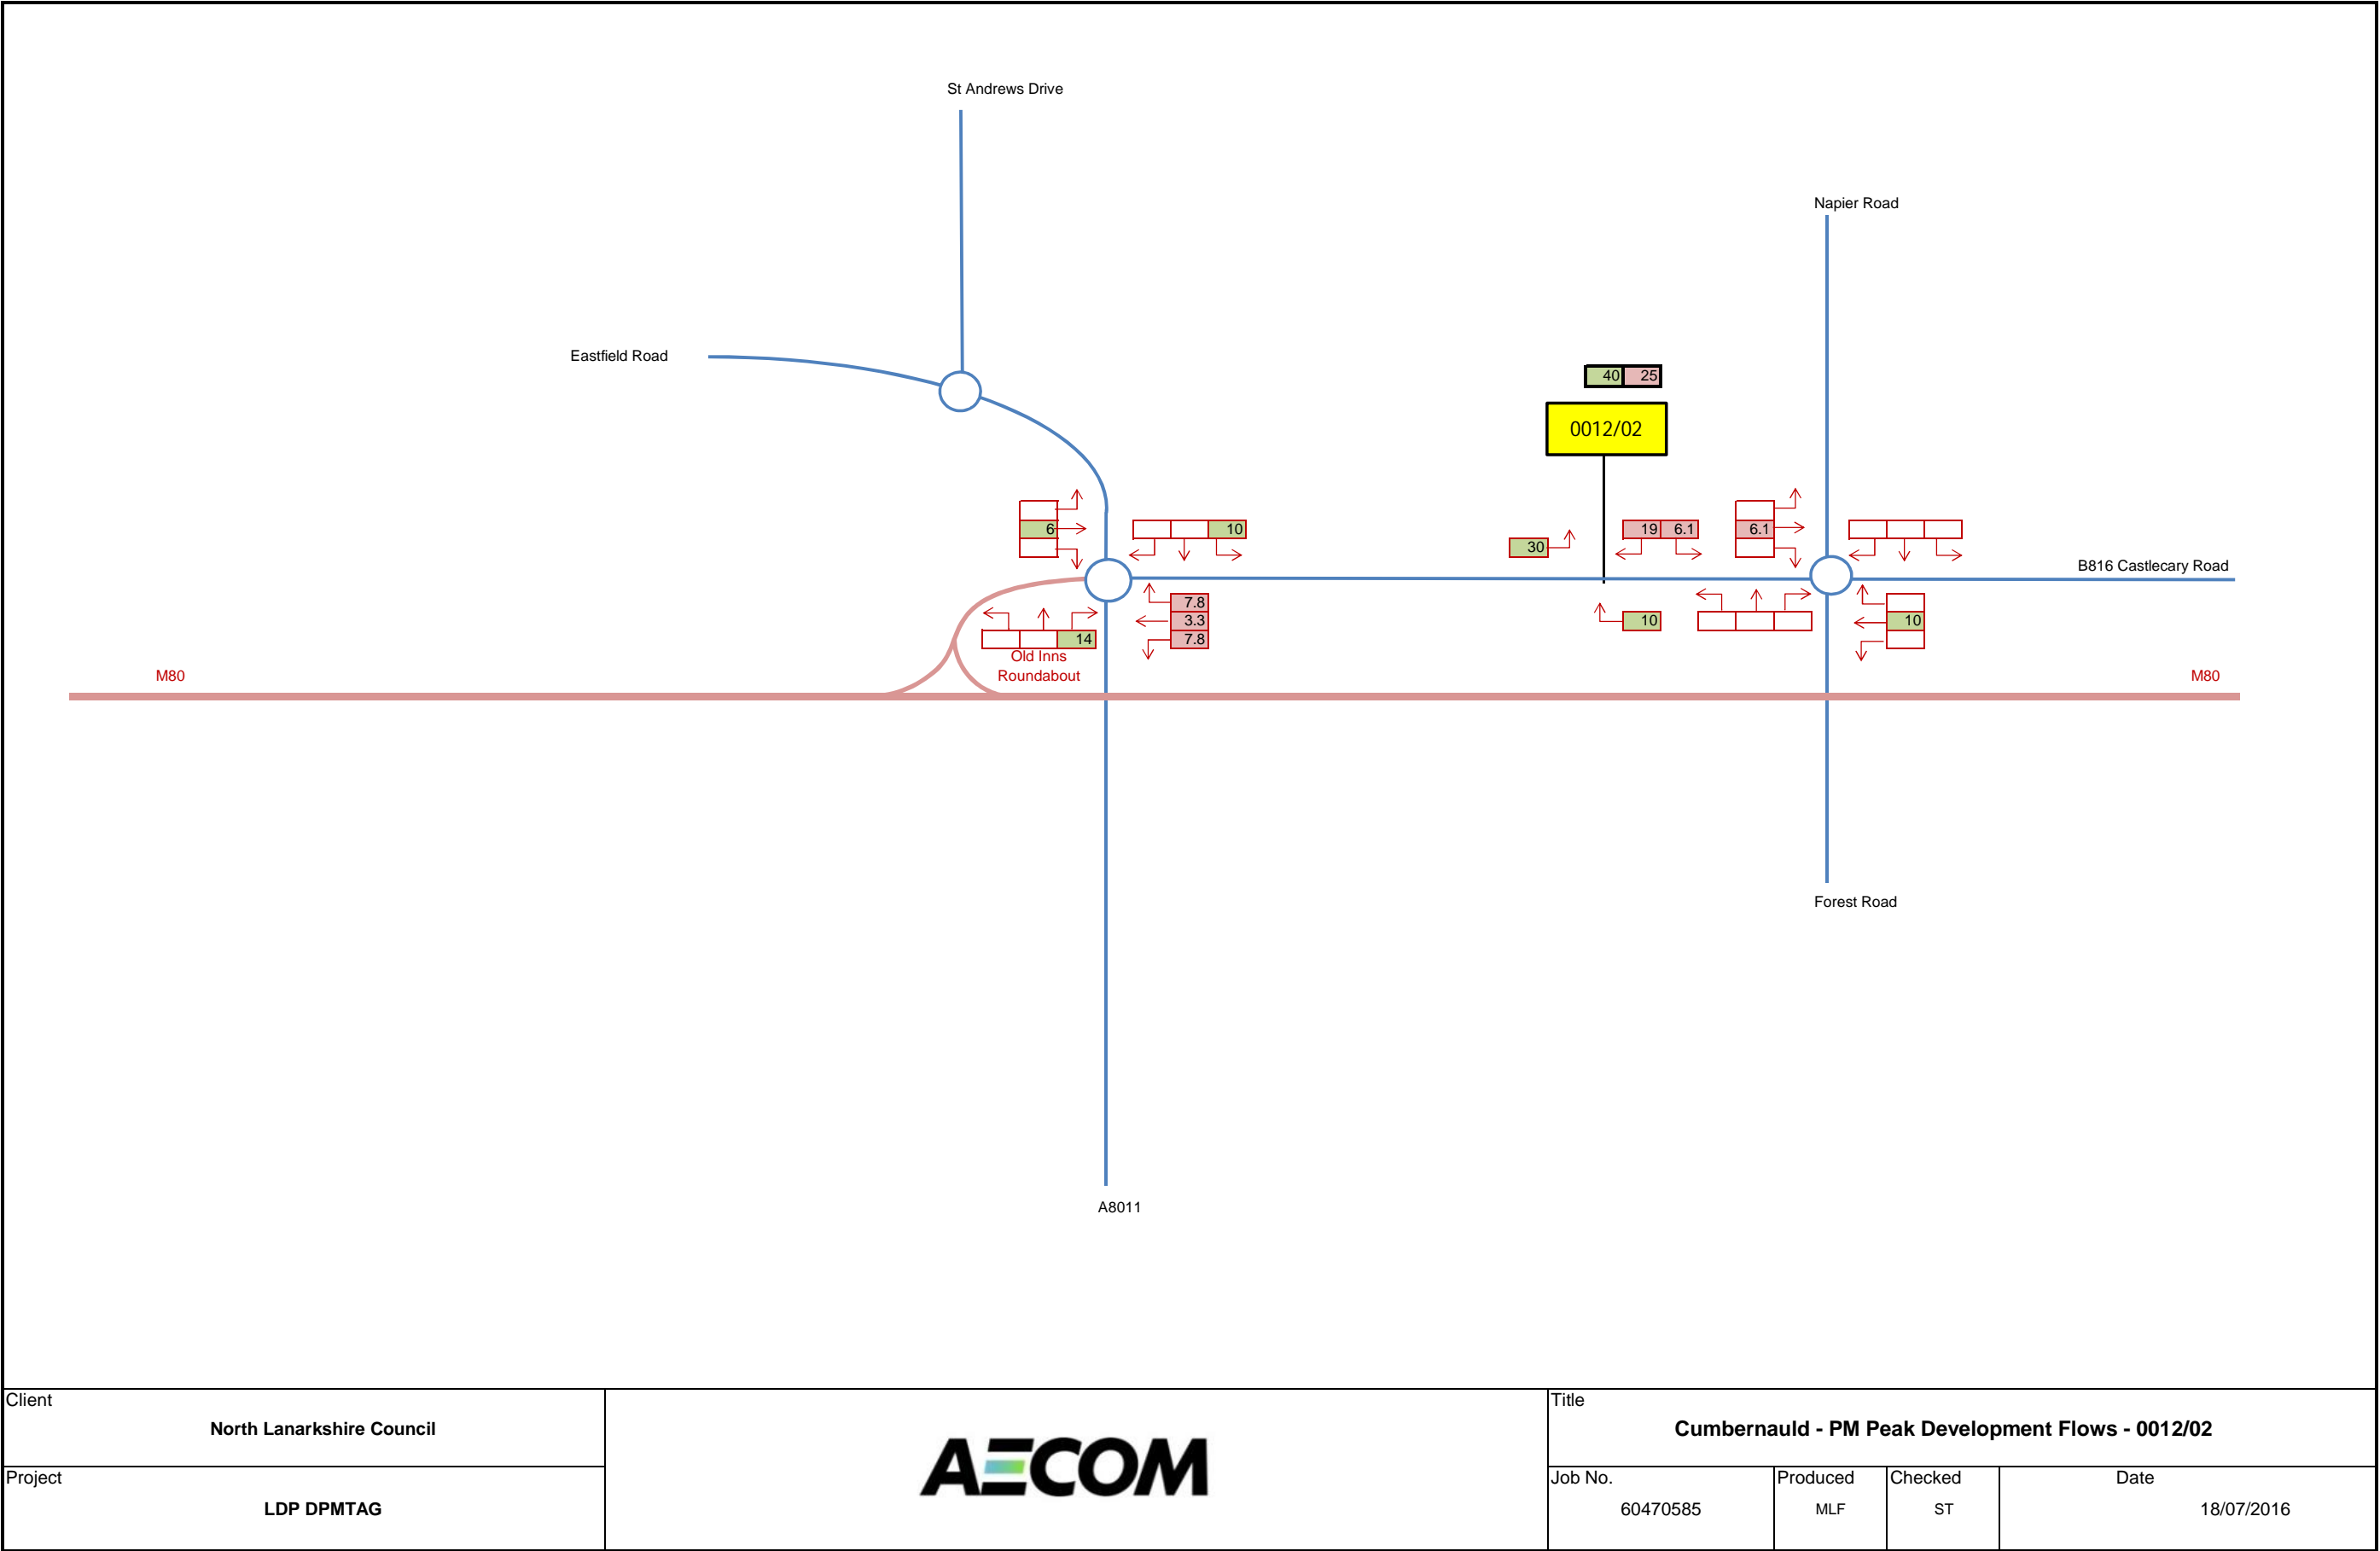 St Andrews Drive
Napier Road
Eastfield Road
40 25
0012/02
6
10
30
19 6.1
6.1
B816 Castlecary Road
7.8
3.3
7.8
14
10
10
Old Inns
Roundabout
M80
M80
Forest Road
A8011
Client
North Lanarkshire Council
Project
LDP DPMTAG
AECOM
Title
Cumbernauld - PM Peak Development Flows - 0012/02
Job No. Produced Checked Date
60470585 MLF ST 18/07/2016